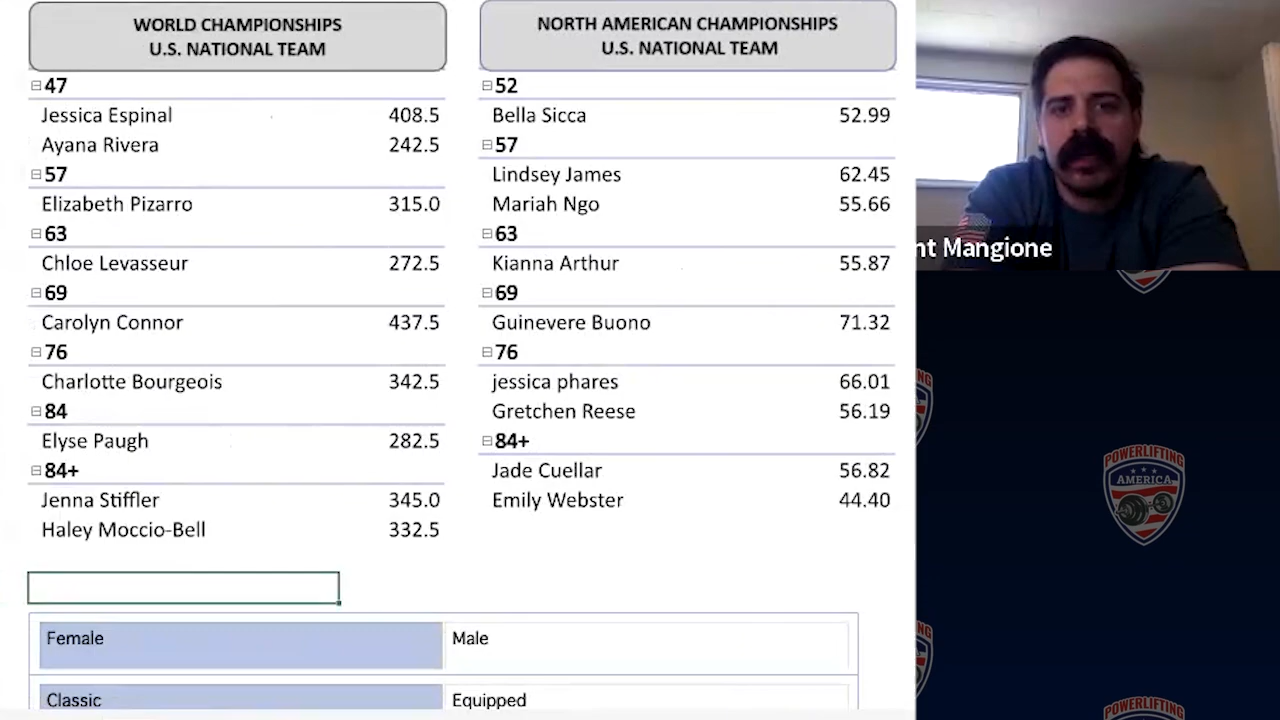 WORLD CHAMPIONSHIPS
U.S. NATIONAL TEAM
47
Jessica Espinal 408.5
Ayana Rivera 242.5
57
Elizabeth Pizarro 315.0
63
Chloe Levasseur 272.5
69
Carolyn Connor 437.5
76
Charlotte Bourgeois 342.5
84
Elyse Paugh 282.5
84+
Jenna Stiffler 345.0
Haley Moccio-Bell 332.5
NORTH AMERICAN CHAMPIONSHIPS
U.S. NATIONAL TEAM
52
Bella Sicca 52.99
57
Lindsey James 62.45
Mariah Ngo 55.66
63
Kianna Arthur 55.87
69
Guinevere Buono 71.32
76
jessica phares 66.01
Gretchen Reese 56.19
84+
Jade Cuellar 56.82
Emily Webster 44.40
Female Male
Classic Equipped
nt Mangione
POWERLIFTING
AMERICA
POWERLIFTING